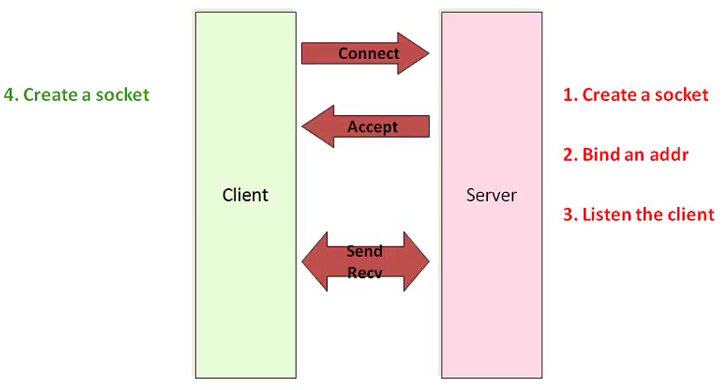 Connect
4. Create a socket
1. Create a socket
Accept
2. Bind an addr
Client
Server
3. Listen the client
Send
Recv